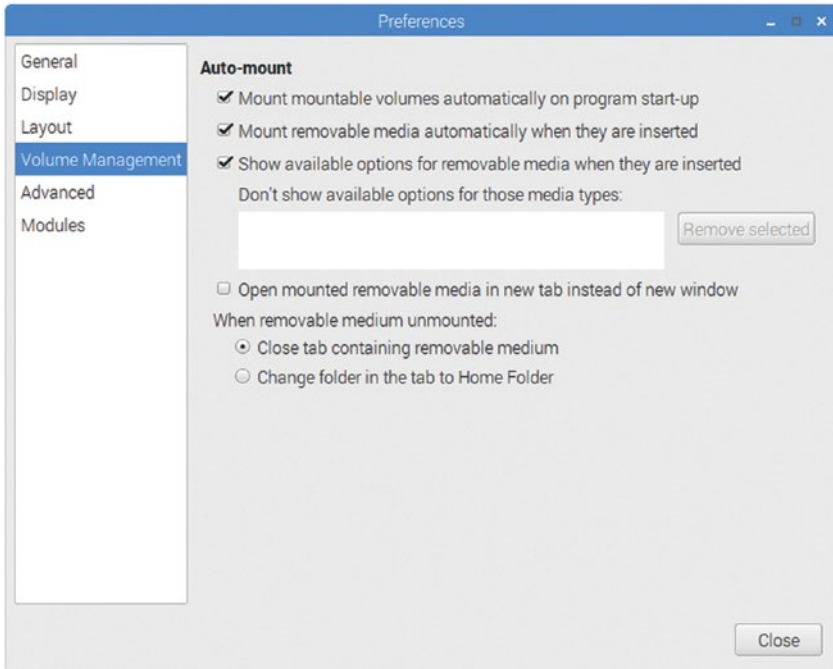 Preferences
General
Display
Layout
Volume Management
Advanced
Modules
Auto-mount
Mount mountable volumes automatically on program start-up
Mount removable media automatically when they are inserted
Show available options for removable media when they are inserted
Don't show available options for those media types:
Remove selected
Open mounted removable media in new tab instead of new window
When removable medium unmounted:
Close tab containing removable medium
Change folder in the tab to Home Folder
Close